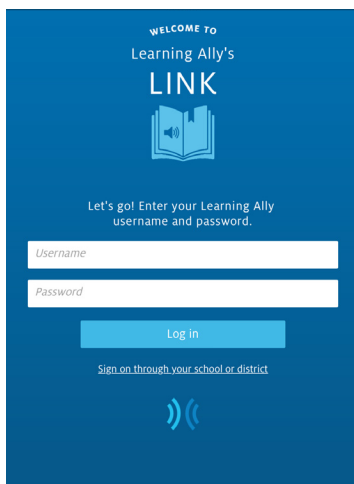 WELCOME TO
Learning Ally's
LINK
Let's go! Enter your Learning Ally
username and password.
Username
Password
Log in
Sign on through your school or district